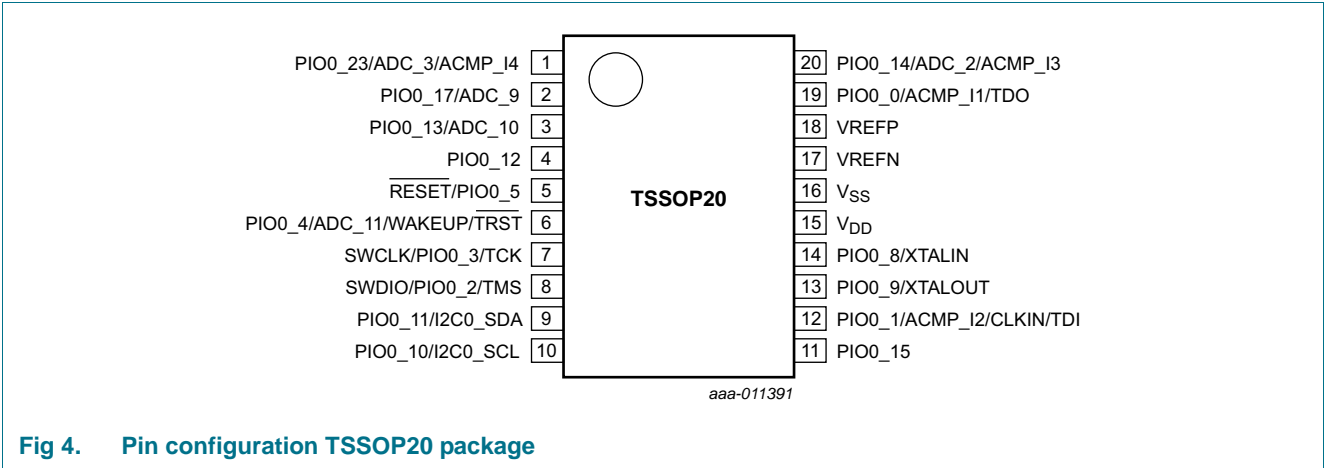 PIO0_23/ADC_3/ACMP_I4 1 20 PIO0_14/ADC_2/ACMP_I3
PIO0_17/ADC_9 2 19 PIO0_0/ACMP_I1/TDO
PIO0_13/ADC_10 3 18 VREFP
PIO0_12 4 17 VREFN
RESET/PIO0_5 5 TSSOP20 16 VSS
PIO0_4/ADC_11/WAKEUP/TRST 6 15 VDD
SWCLK/PIO0_3/TCK 7 14 PIO0_8/XTALIN
SWDIO/PIO0_2/TMS 8 13 PIO0_9/XTALOUT
PIO0_11/I2C0_SDA 9 12 PIO0_1/ACMP_I2/CLKIN/TDI
PIO0_10/I2C0_SCL 10 11 PIO0_15
aaa-011391
Fig 4. Pin configuration TSSOP20 package